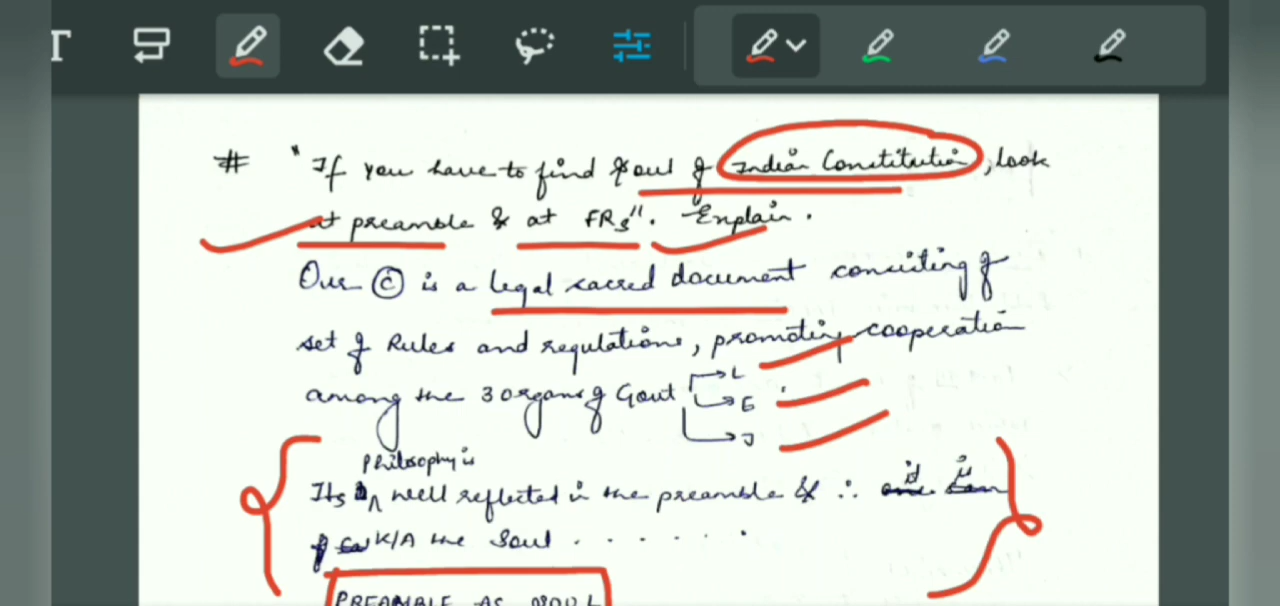 T
# "If you have to find soul of Indian Constitution, look
at preamble & at FRs". Explain.
Our © is a legal sacred document consisting of
set of Rules and regulations, promoting cooperation
among the 3 organs of Govt → L
→ E
→ J
Philosophy is
Its ʌ well reflected in the preamble & ∴ it is
K/A the Soul . . . . . . .
PREAMBLE AS SOUL